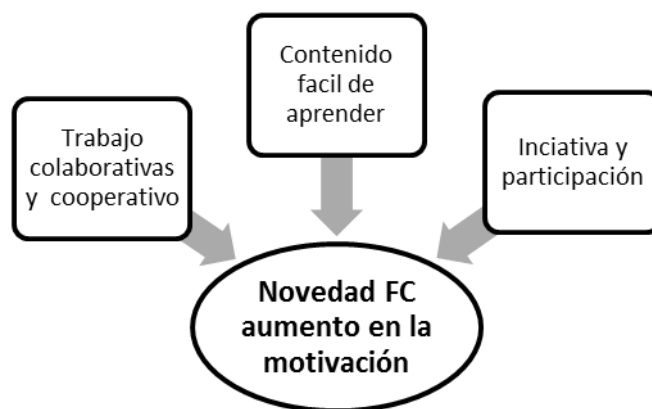 Contenido
facil de
aprender
Trabajo
colaborativas
y cooperativo
Inciativa y
participación
Novedad FC
aumento en la
motivación